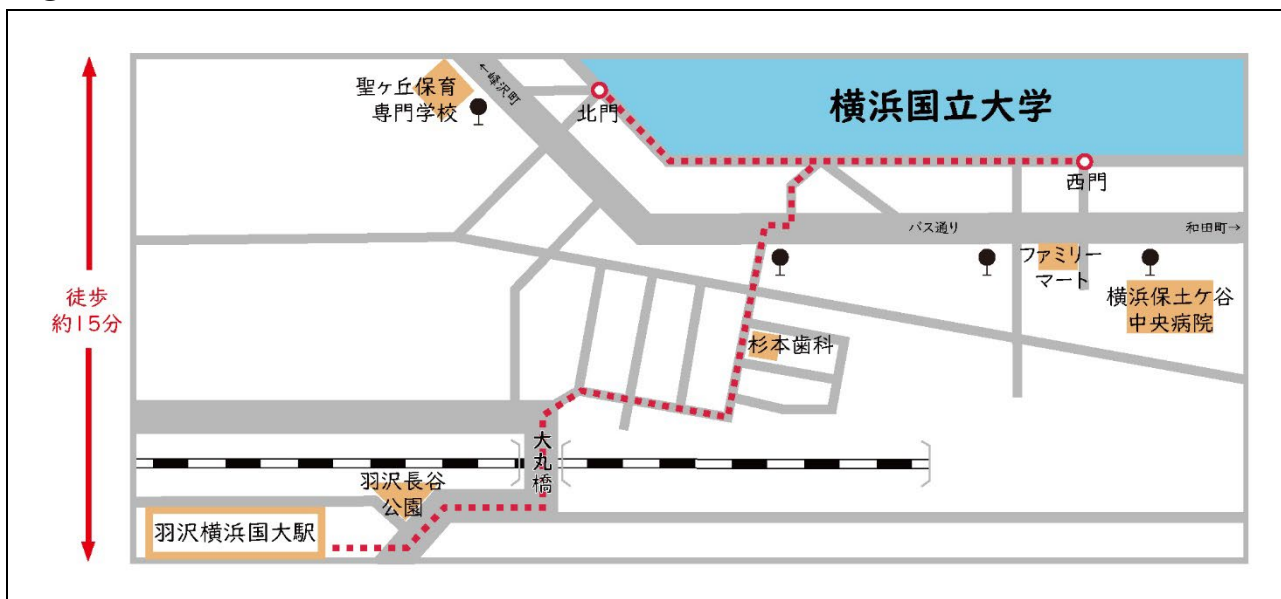 ←峰沢町
聖ヶ丘保育
専門学校
北門
横浜国立大学
西門
バス通り
和田町→
ファミリー
マート
横浜保土ケ谷
中央病院
徒歩
約15分
杉本歯科
大丸橋
羽沢長谷
公園
羽沢横浜国大駅